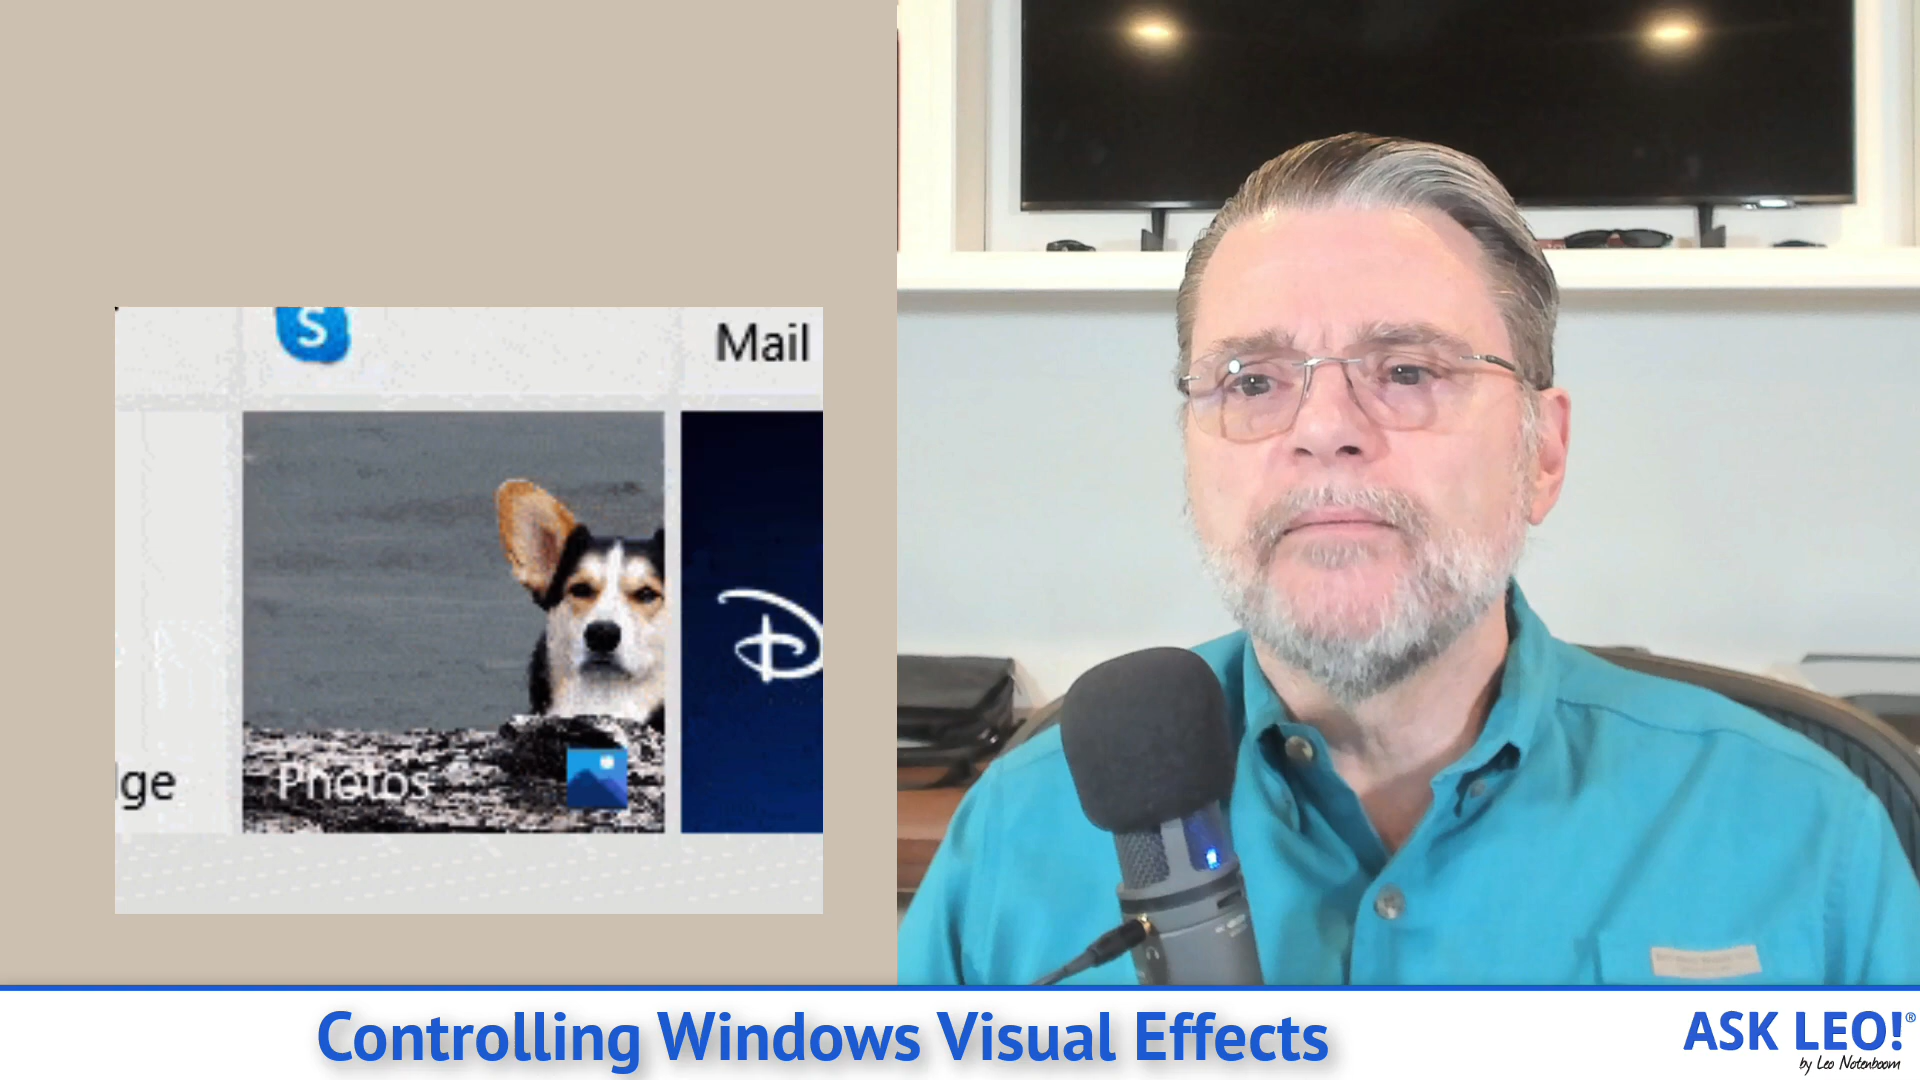 S
Mail
ge
Photos
D
Controlling Windows Visual Effects
ASK LEO!®
by Leo Notenboom